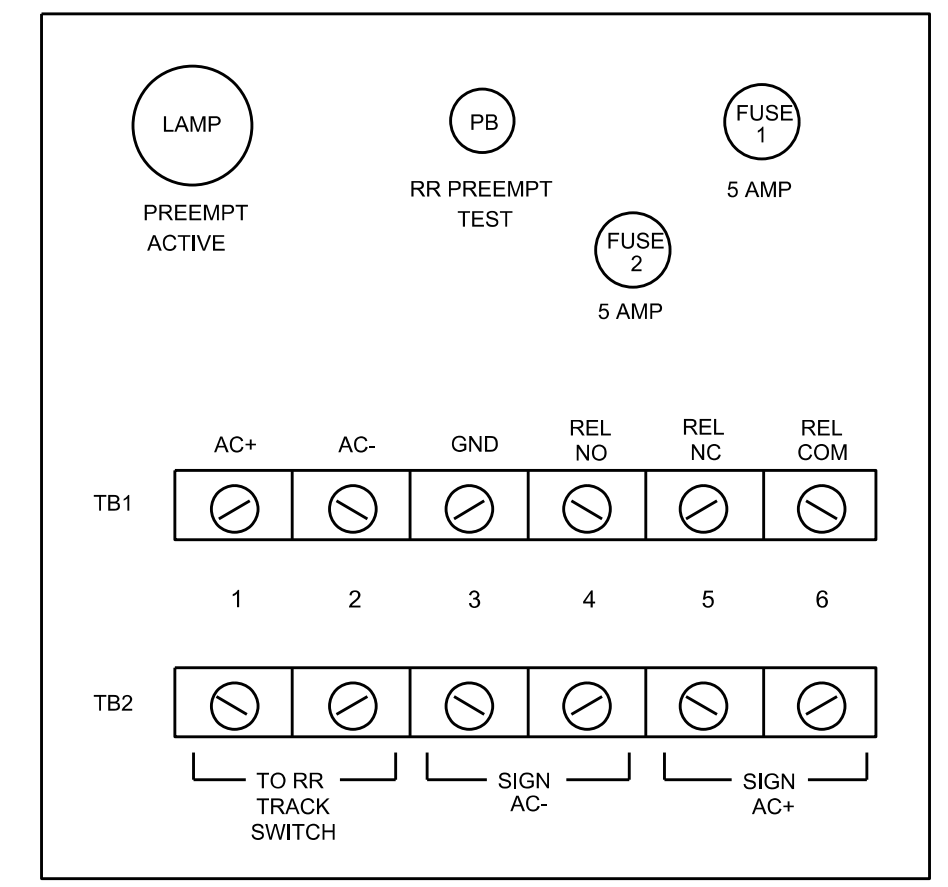 LAMP
PREEMPT
ACTIVE
PB
RR PREEMPT
TEST
FUSE
1
5 AMP
FUSE
2
5 AMP
AC+
AC-
GND
REL
NO
REL
NC
REL
COM
TB1
1 2 3 4 5 6
TB2
TO RR
TRACK
SWITCH
SIGN
AC-
SIGN
AC+